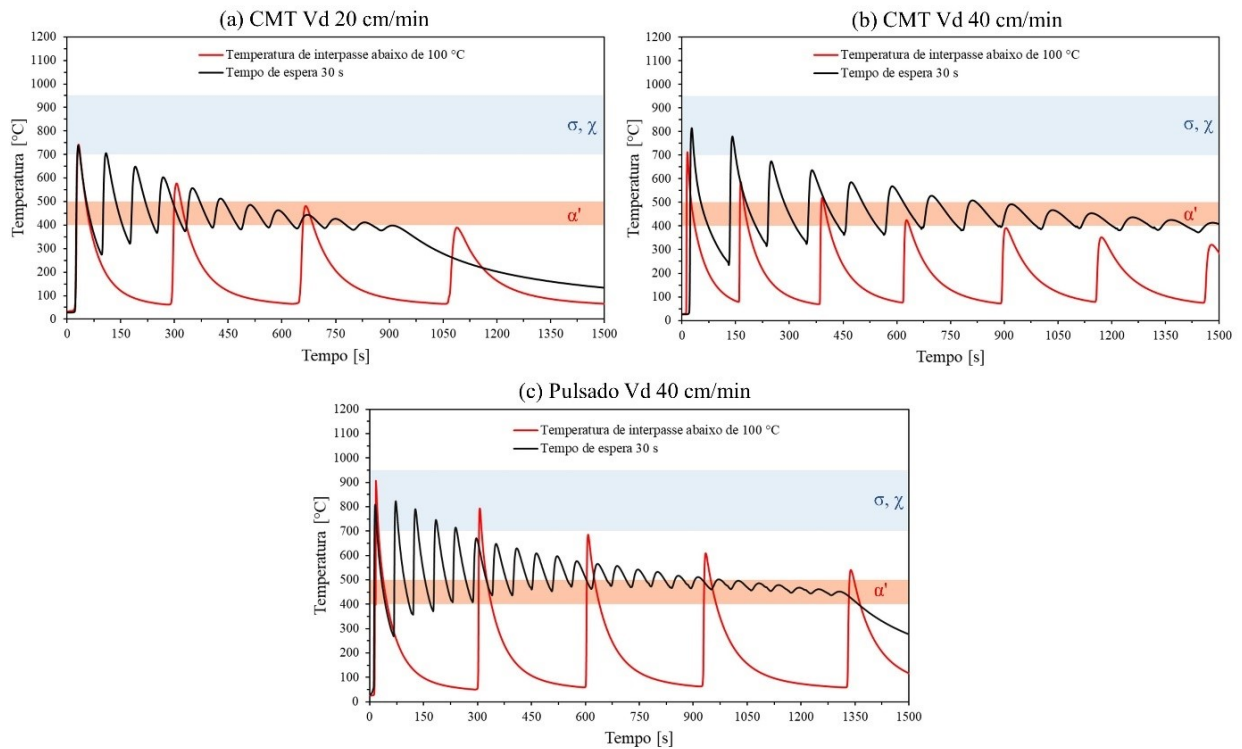 (a) CMT Vd 20 cm/min
1200
1100
1000
900
800
700
600
500
400
300
200
100
0
Temperatura [°C]
Temperatura de interpasse abaixo de 100 °C
Tempo de espera 30 s
σ, χ
α'
0 150 300 450 600 750 900 1050 1200 1350 1500
Tempo [s]
(b) CMT Vd 40 cm/min
1200
1100
1000
900
800
700
600
500
400
300
200
100
0
Temperatura [°C]
Temperatura de interpasse abaixo de 100 °C
Tempo de espera 30 s
σ, χ
α'
0 150 300 450 600 750 900 1050 1200 1350 1500
Tempo [s]
(c) Pulsado Vd 40 cm/min
1200
1100
1000
900
800
700
600
500
400
300
200
100
0
Temperatura [°C]
Temperatura de interpasse abaixo de 100 °C
Tempo de espera 30 s
σ, χ
α'
0 150 300 450 600 750 900 1050 1200 1350 1500
Tempo [s]